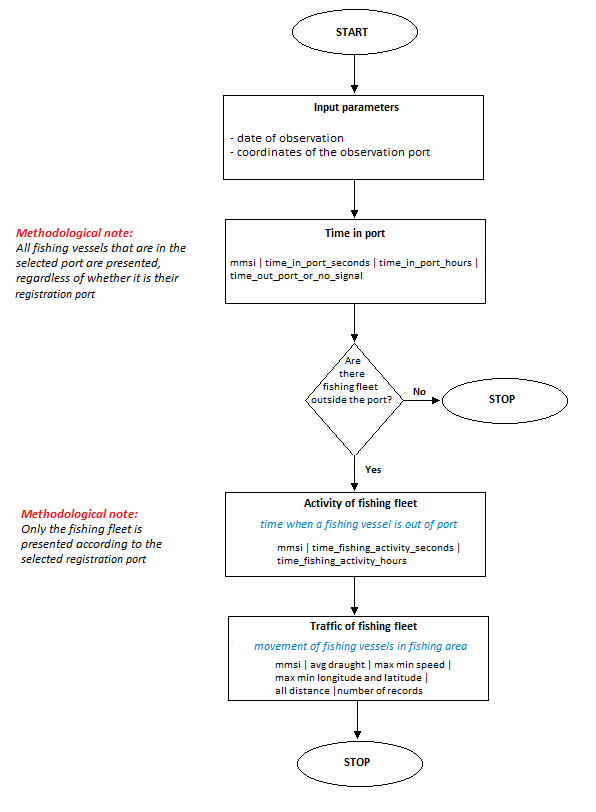 START
Input parameters
- date of observation
- coordinates of the observation port
Methodological note:
All fishing vessels that are in the
selected port are presented,
regardless of whether it is their
registration port
Time in port
mmsi | time_in_port_seconds | time_in_port_hours |
time_out_port_or_no_signal
Are
there
fishing fleet
outside the port?
No
STOP
Yes
Methodological note:
Only the fishing fleet is
presented according to the
selected registration port
Activity of fishing fleet
time when a fishing vessel is out of port
mmsi | time_fishing_activity_seconds |
time_fishing_activity_hours
Traffic of fishing fleet
movement of fishing vessels in fishing area
mmsi | avg draught | max min speed |
max min longitude and latitude |
all distance |number of records
STOP